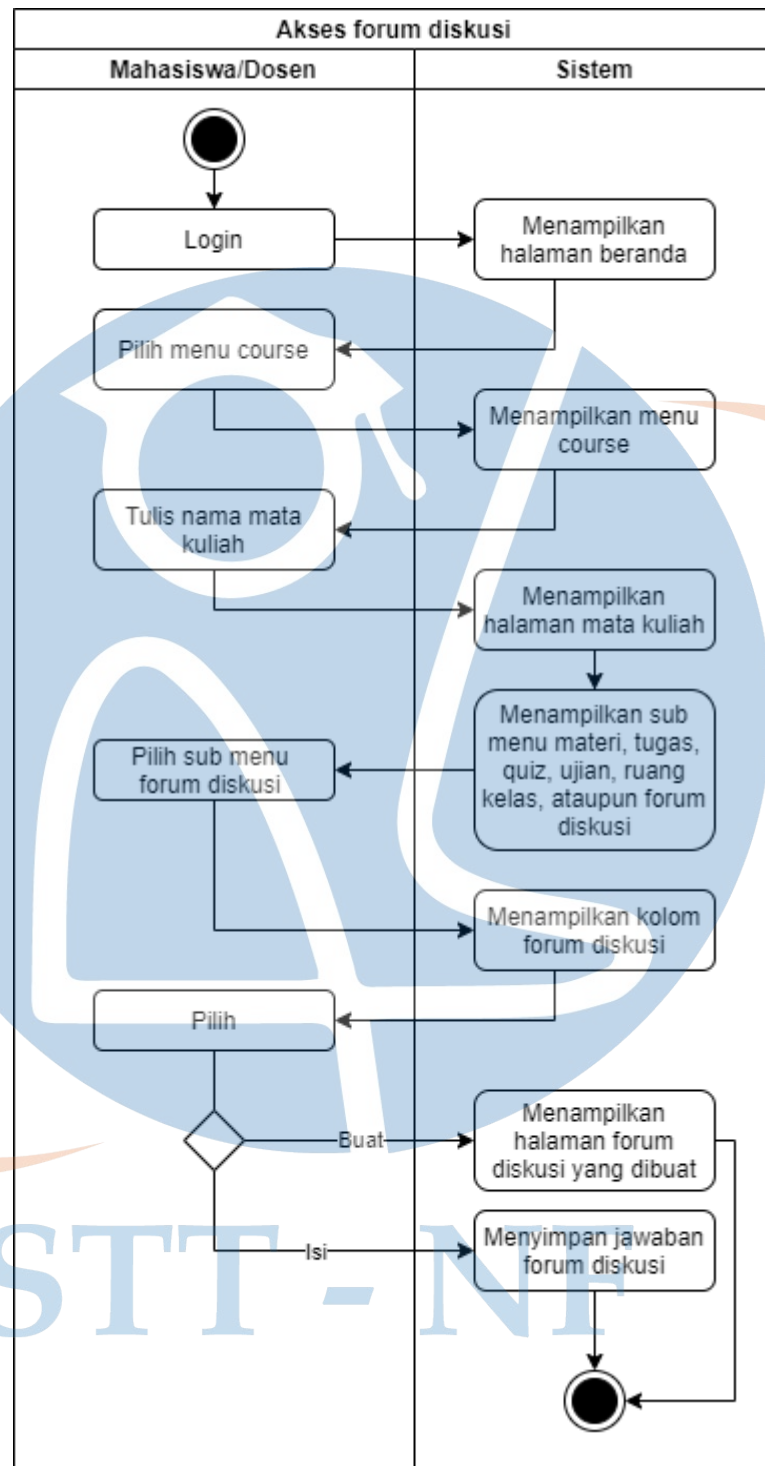 Akses forum diskusi
Mahasiswa/Dosen
Sistem
Login
Menampilkan
halaman beranda
Pilih menu course
Menampilkan menu
course
Tulis nama mata
kuliah
Menampilkan
halaman mata kuliah
Menampilkan sub
menu materi, tugas,
quiz, ujian, ruang
kelas, ataupun forum
diskusi
Pilih sub menu
forum diskusi
Menampilkan kolom
forum diskusi
Pilih
Buat
Menampilkan
halaman forum
diskusi yang dibuat
Isi
Menyimpan jawaban
forum diskusi
STT - NF